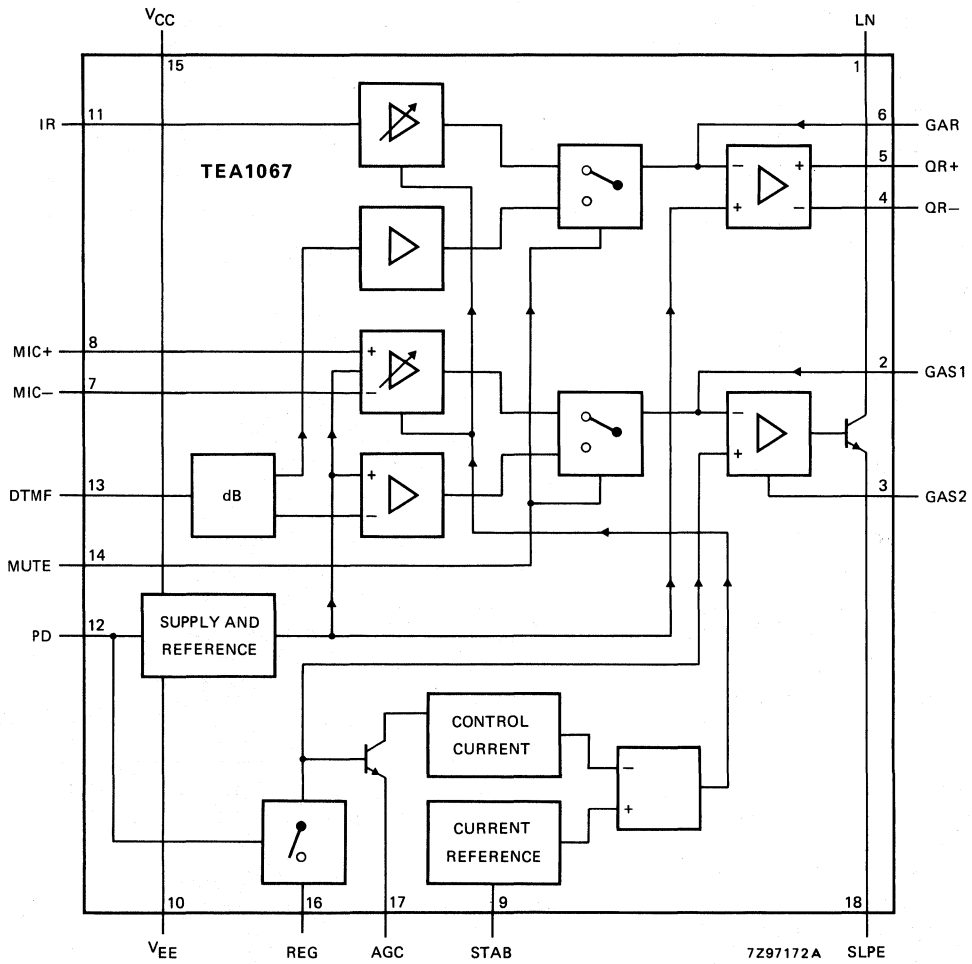 VCC
LN
15
1
IR
11
6
GAR
TEA1067
5
QR+
4
QR−
−
+
+
−
MIC+
8
+
2
GAS1
MIC−
7
−
−
+
DTMF
13
dB
+
−
3
GAS2
MUTE
14
PD
12
SUPPLY AND
REFERENCE
CONTROL
CURRENT
−
+
CURRENT
REFERENCE
10
16
17
9
18
VEE
REG
AGC
STAB
7Z97172A
SLPE